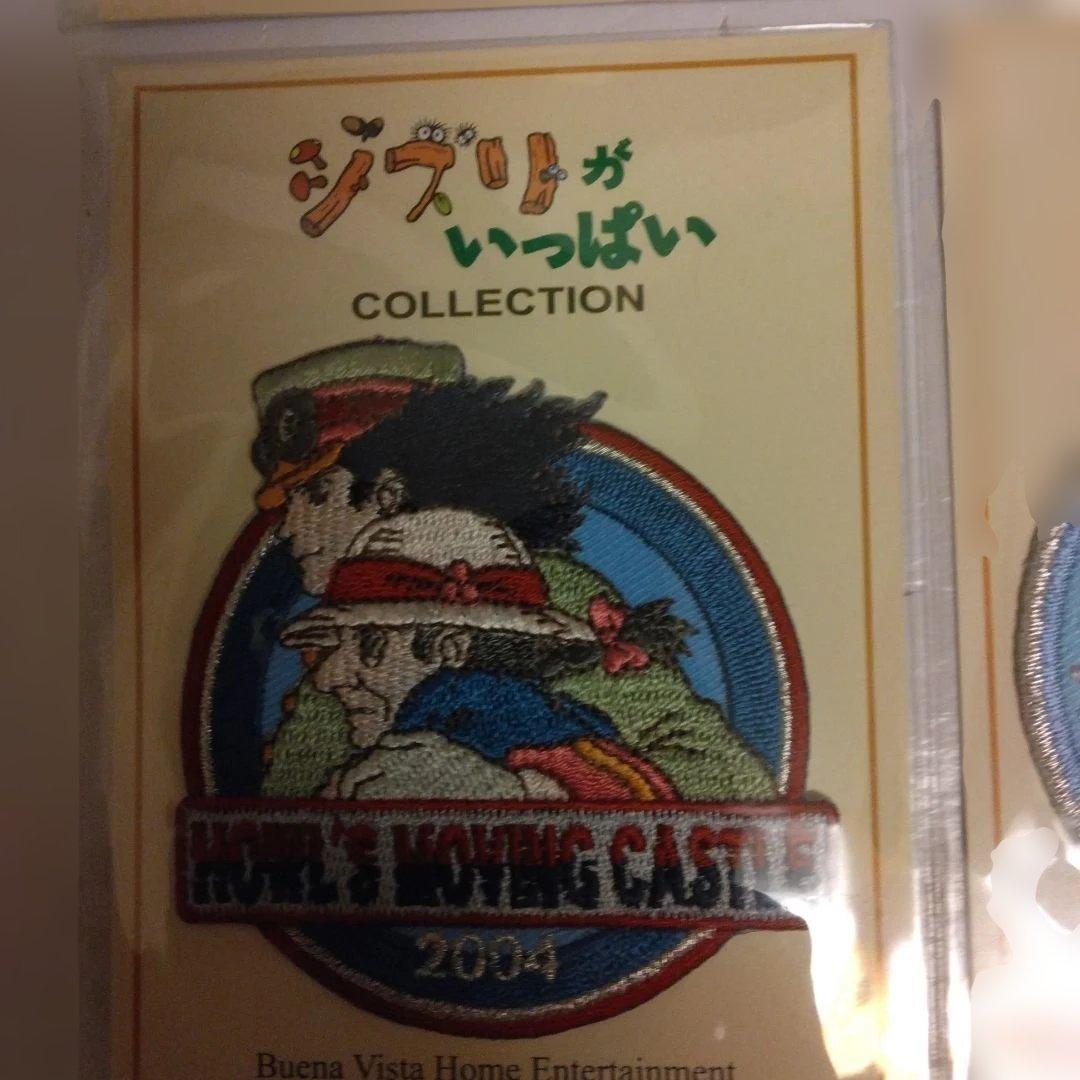 ジブリが
いっぱい
COLLECTION
HOWL'S MOVING CASTLE
2004
Buena Vista Home Entertainment